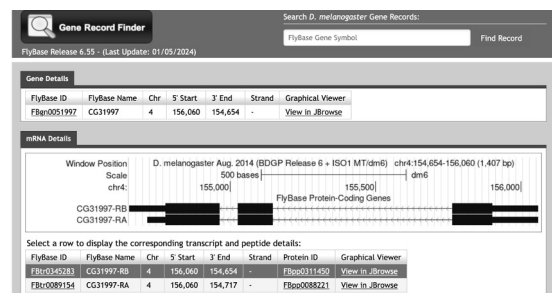 Gene Record Finder
FlyBase Release 6.55 - (Last Update: 01/05/2024)
Search D. melanogaster Gene Records:
FlyBase Gene Symbol
Find Record
Gene Details
FlyBase ID FlyBase Name Chr 5' Start 3' End Strand Graphical Viewer
FBgn0051997 CG31997 4 156,060 154,654 - View in JBrowse
mRNA Details
Window Position D. melanogaster Aug. 2014 (BDGP Release 6 + ISO1 MT/dm6) chr4:154,654-156,060 (1,407 bp)
Scale 500 bases dm6
chr4: 155,000 155,500 156,000
FlyBase Protein-Coding Genes
CG31997-RB
CG31997-RA
Select a row to display the corresponding transcript and peptide details:
FlyBase ID FlyBase Name Chr 5' Start 3' End Strand Protein ID Graphical Viewer
FBtr0345283 CG31997-RB 4 156,060 154,654 - FBpp0311450 View in JBrowse
FBtr0089154 CG31997-RA 4 156,060 154,717 - FBpp0088221 View in JBrowse